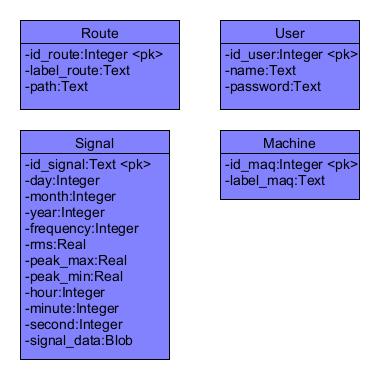 Route
-id_route:Integer <pk>
-label_route:Text
-path:Text
User
-id_user:Integer <pk>
-name:Text
-password:Text
Signal
-id_signal:Text <pk>
-day:Integer
-month:Integer
-year:Integer
-frequency:Integer
-rms:Real
-peak_max:Real
-peak_min:Real
-hour:Integer
-minute:Integer
-second:Integer
-signal_data:Blob
Machine
-id_maq:Integer <pk>
-label_maq:Text